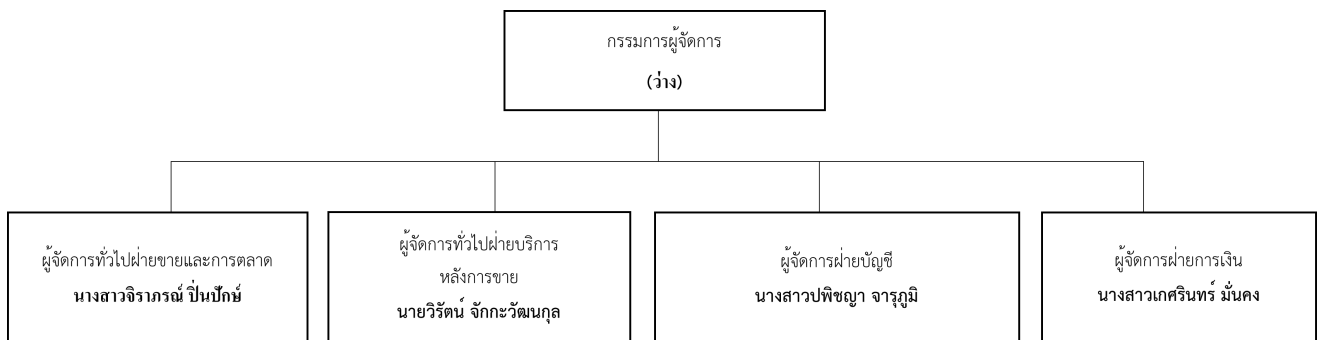 กรรมการผู้จัดการ
(ว่าง)
ผู้จัดการทั่วไปฝ่ายขายและการตลาด
นางสาวจิราภรณ์ ปิ่นปักษ์
ผู้จัดการทั่วไปฝ่ายบริการ
หลังการขาย
นายวิรัตน์ จักกะวัฒนกุล
ผู้จัดการฝ่ายบัญชี
นางสาวปพิชญา จารุภูมิ
ผู้จัดการฝ่ายการเงิน
นางสาวเกศรินทร์ มั่นคง